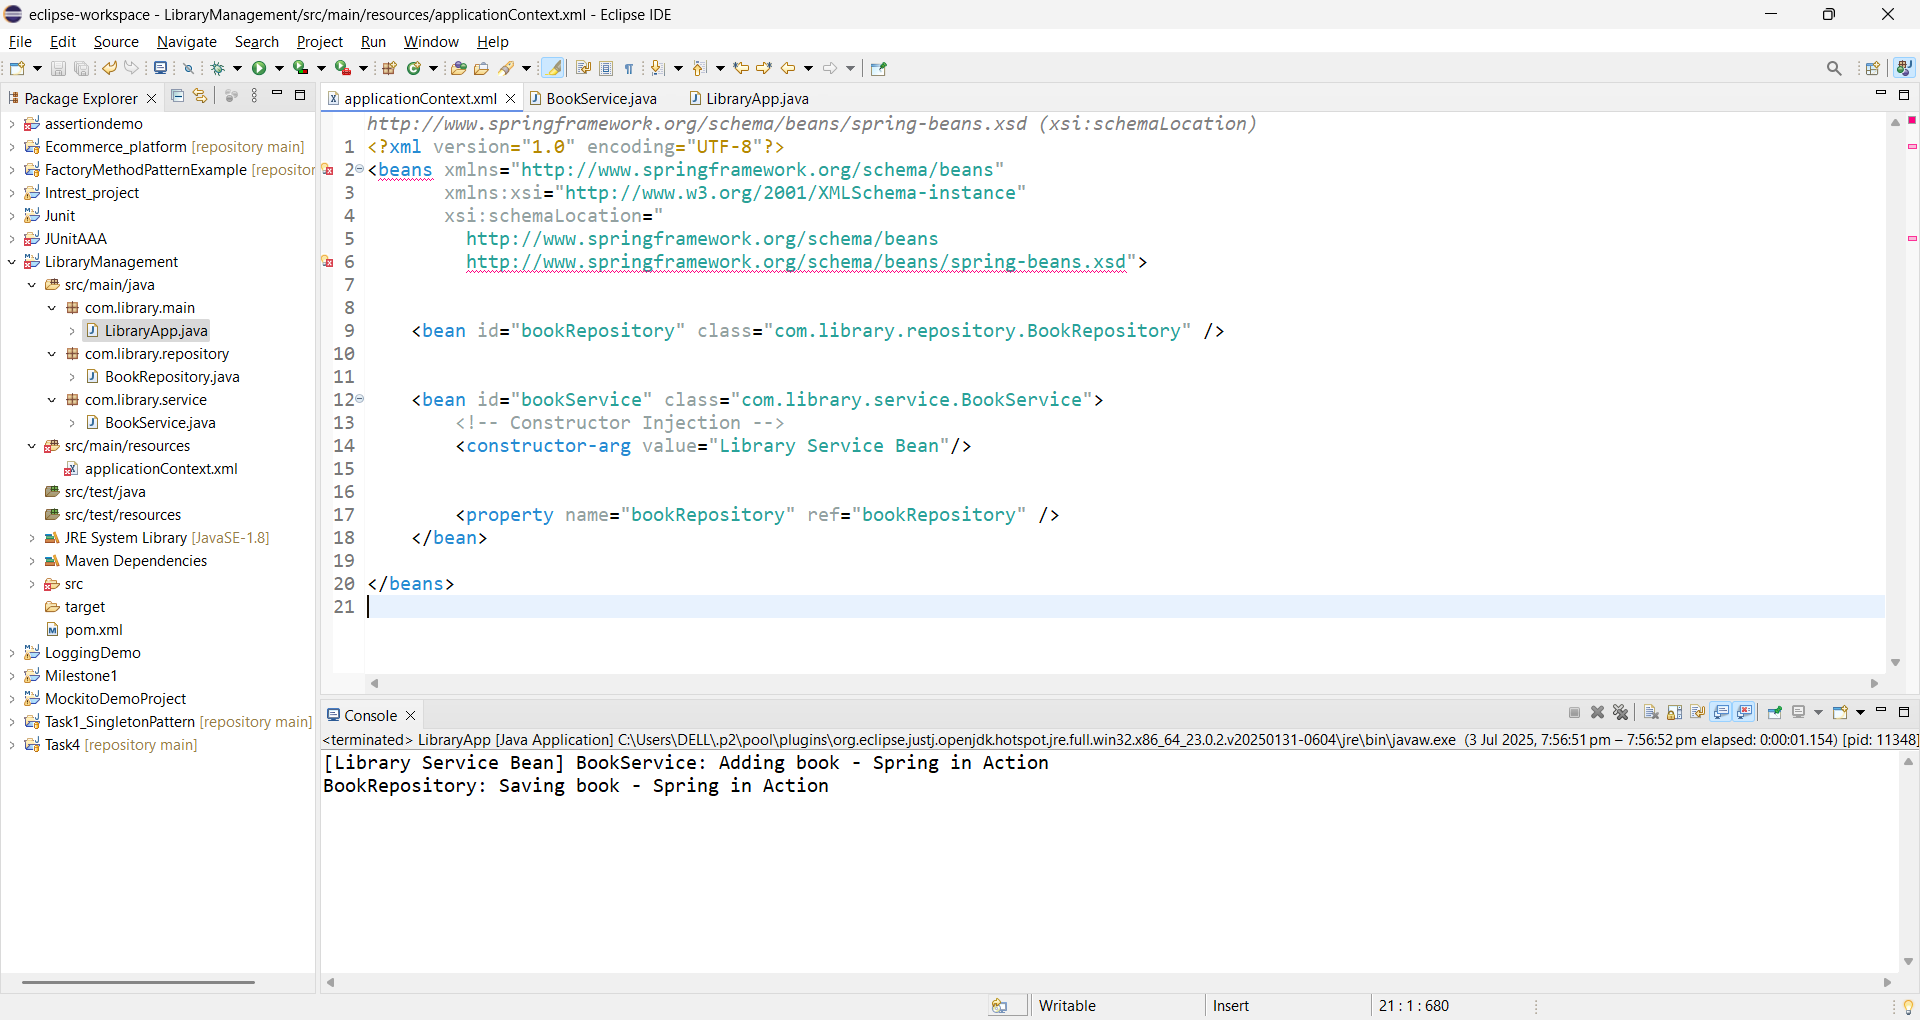 eclipse-workspace - LibraryManagement/src/main/resources/applicationContext.xml - Eclipse IDE
File Edit Source Navigate Search Project Run Window Help
Package Explorer
assertiondemo
Ecommerce_platform [repository main]
FactoryMethodPatternExample [repositor
Intrest_project
Junit
JUnitAAA
LibraryManagement
src/main/java
com.library.main
LibraryApp.java
com.library.repository
BookRepository.java
com.library.service
BookService.java
src/main/resources
applicationContext.xml
src/test/java
src/test/resources
JRE System Library [JavaSE-1.8]
Maven Dependencies
src
target
pom.xml
LoggingDemo
Milestone1
MockitoDemoProject
Task1_SingletonPattern [repository main]
Task4 [repository main]
applicationContext.xml BookService.java LibraryApp.java
http://www.springframework.org/schema/beans/spring-beans.xsd (xsi:schemaLocation)
1 <?xml version="1.0" encoding="UTF-8"?>
2 <beans xmlns="http://www.springframework.org/schema/beans"
3 xmlns:xsi="http://www.w3.org/2001/XMLSchema-instance"
4 xsi:schemaLocation="
5 http://www.springframework.org/schema/beans
6 http://www.springframework.org/schema/beans/spring-beans.xsd">
7
8
9 <bean id="bookRepository" class="com.library.repository.BookRepository" />
10
11
12 <bean id="bookService" class="com.library.service.BookService">
13 <!-- Constructor Injection -->
14 <constructor-arg value="Library Service Bean"/>
15
16
17 <property name="bookRepository" ref="bookRepository" />
18 </bean>
19
20 </beans>
21
Console
<terminated> LibraryApp [Java Application] C:\Users\DELL\.p2\pool\plugins\org.eclipse.justj.openjdk.hotspot.jre.full.win32.x86_64_23.0.2.v20250131-0604\jre\bin\javaw.exe (3 Jul 2025, 7:56:51 pm – 7:56:52 pm elapsed: 0:00:01.154) [pid: 11348]
[Library Service Bean] BookService: Adding book - Spring in Action
BookRepository: Saving book - Spring in Action
Writable Insert 21 : 1 : 680